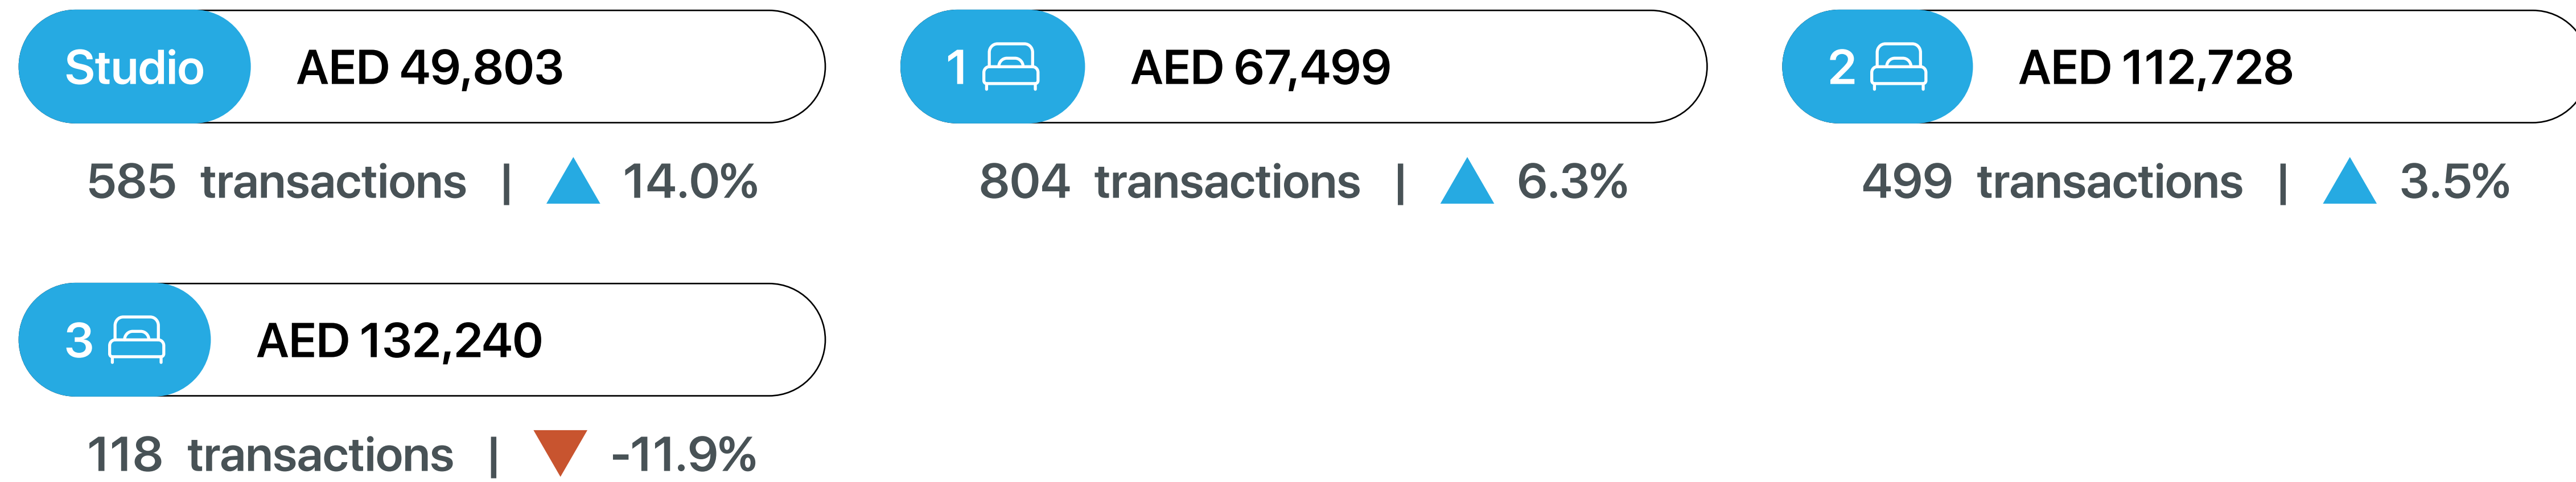 Studio AED 49,803
585 transactions | 14.0%
1 AED 67,499
804 transactions | 6.3%
2 AED 112,728
499 transactions | 3.5%
3 AED 132,240
118 transactions | -11.9%